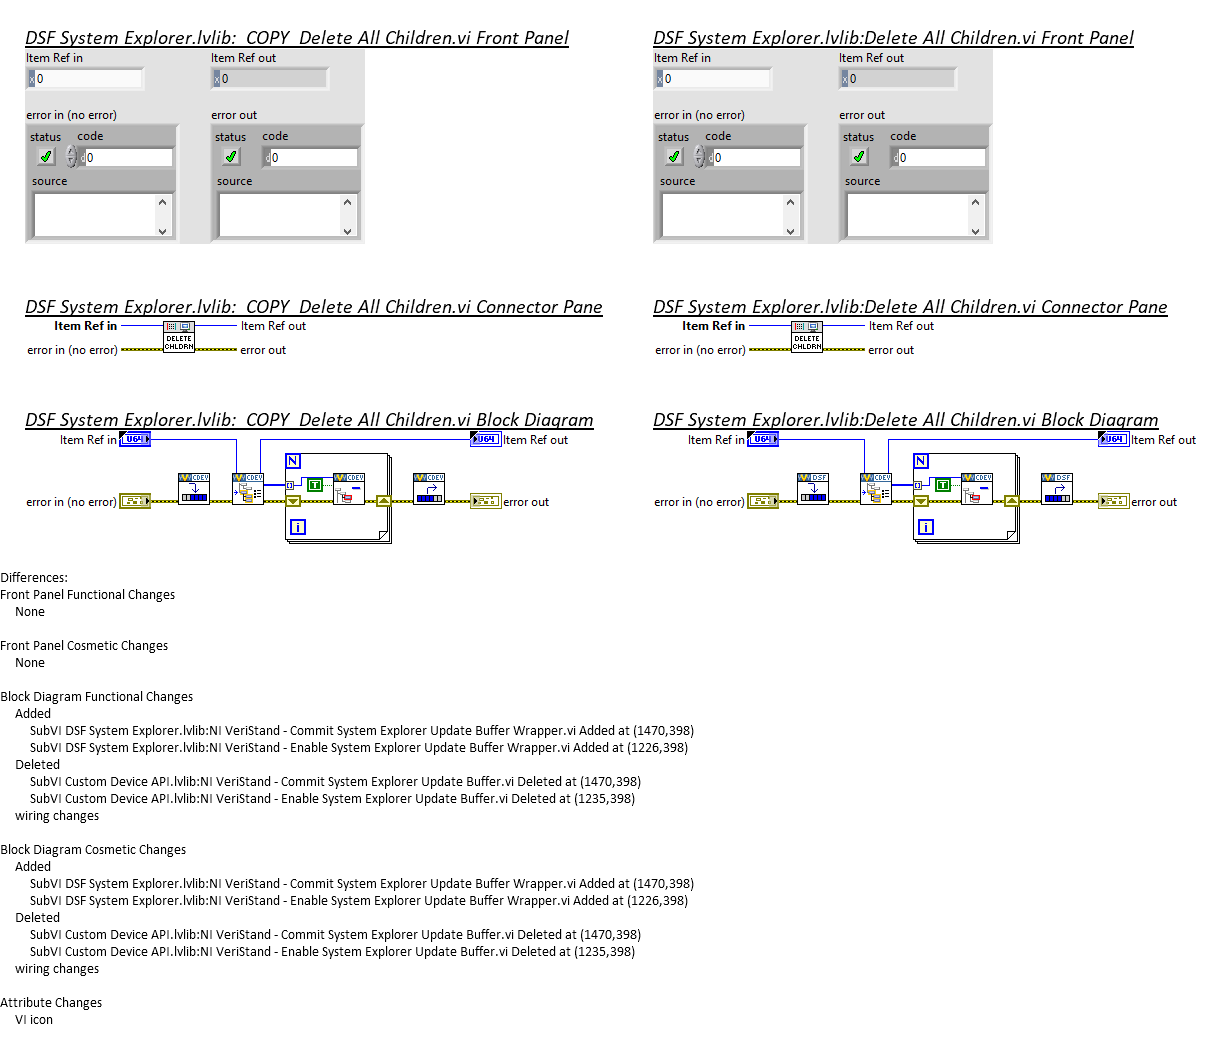 DSF System Explorer.lvlib:  COPY  Delete All Children.vi Front Panel
Item Ref in
Item Ref out
x 0
x 0
error in (no error)
error out
status
code
status
code
d 0
d 0
source
source
DSF System Explorer.lvlib:Delete All Children.vi Front Panel
Item Ref in
Item Ref out
x 0
x 0
error in (no error)
error out
status
code
status
code
d 0
d 0
source
source
DSF System Explorer.lvlib:  COPY  Delete All Children.vi Connector Pane
Item Ref in
Item Ref out
DELETE
CHLDRN
error in (no error)
error out
DSF System Explorer.lvlib:Delete All Children.vi Connector Pane
Item Ref in
Item Ref out
DELETE
CHLDRN
error in (no error)
error out
DSF System Explorer.lvlib:  COPY  Delete All Children.vi Block Diagram
Item Ref in
U64
U64
Item Ref out
N
CDEV
CDEV
T
CDEV
CDEV
error in (no error)
error out
i
DSF System Explorer.lvlib:Delete All Children.vi Block Diagram
Item Ref in
U64
U64
Item Ref out
N
DSF
CDEV
T
CDEV
DSF
error in (no error)
error out
i
Differences:
Front Panel Functional Changes
None
Front Panel Cosmetic Changes
None
Block Diagram Functional Changes
Added
SubVI DSF System Explorer.lvlib:NI VeriStand - Commit System Explorer Update Buffer Wrapper.vi Added at (1470,398)
SubVI DSF System Explorer.lvlib:NI VeriStand - Enable System Explorer Update Buffer Wrapper.vi Added at (1226,398)
Deleted
SubVI Custom Device API.lvlib:NI VeriStand - Commit System Explorer Update Buffer.vi Deleted at (1470,398)
SubVI Custom Device API.lvlib:NI VeriStand - Enable System Explorer Update Buffer.vi Deleted at (1235,398)
wiring changes
Block Diagram Cosmetic Changes
Added
SubVI DSF System Explorer.lvlib:NI VeriStand - Commit System Explorer Update Buffer Wrapper.vi Added at (1470,398)
SubVI DSF System Explorer.lvlib:NI VeriStand - Enable System Explorer Update Buffer Wrapper.vi Added at (1226,398)
Deleted
SubVI Custom Device API.lvlib:NI VeriStand - Commit System Explorer Update Buffer.vi Deleted at (1470,398)
SubVI Custom Device API.lvlib:NI VeriStand - Enable System Explorer Update Buffer.vi Deleted at (1235,398)
wiring changes
Attribute Changes
VI icon